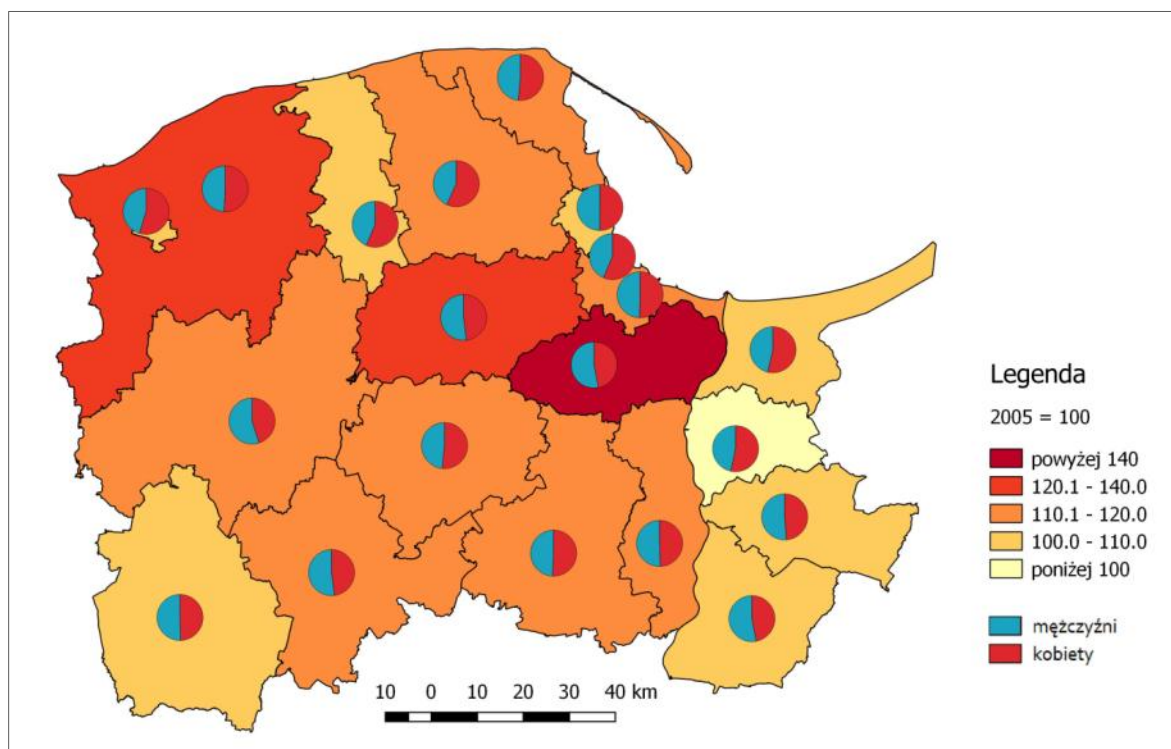 Legenda
2005 = 100
powyżej 140
120.1 - 140.0
110.1 - 120.0
100.0 - 110.0
poniżej 100
mężczyźni
kobiety
10 0 10 20 30 40 km